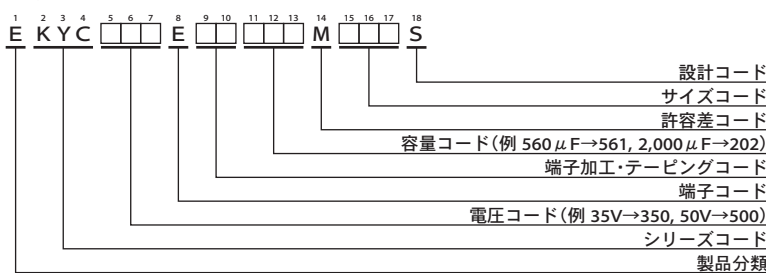 1 2 3 4 5 6 7 8 9 10 11 12 13 14 15 16 17 18
E KYC □□□ E □□ □□□ M □□□ S
設計コード
サイズコード
許容差コード
容量コード(例 560μF→561, 2,000μF→202)
端子加工・テーピングコード
端子コード
電圧コード(例 35V→350, 50V→500)
シリーズコード
製品分類